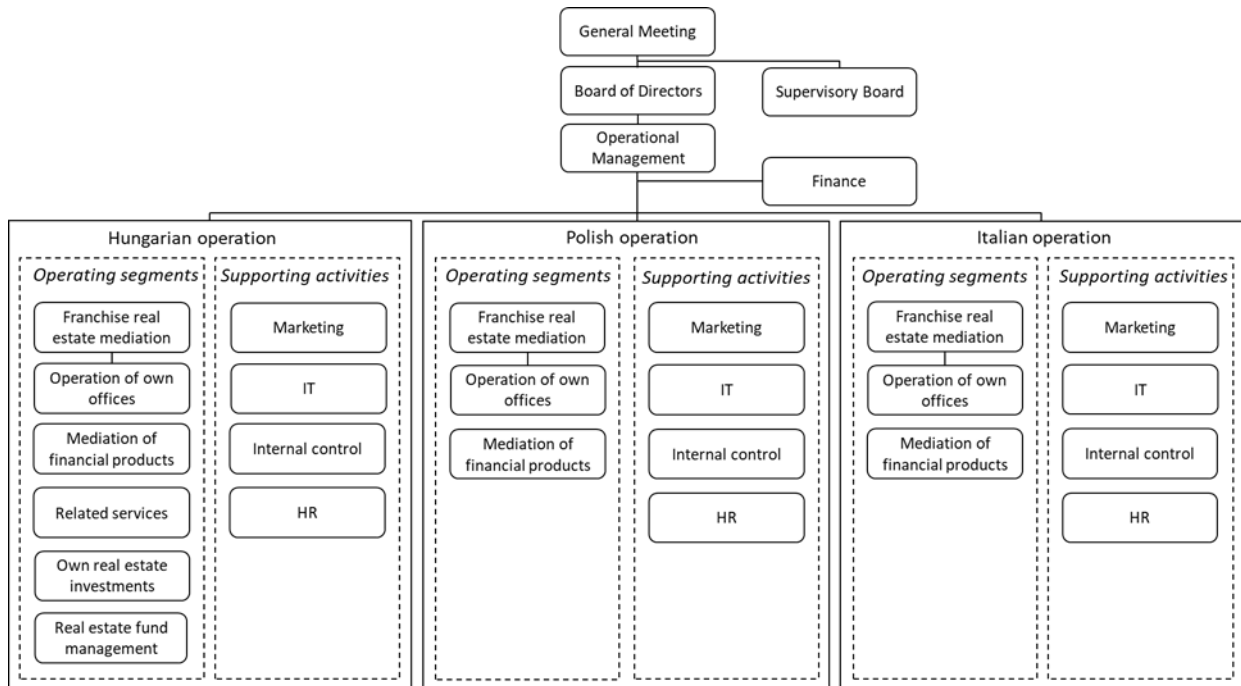 General Meeting
Board of Directors
Supervisory Board
Operational
Management
Finance
Hungarian operation
Operating segments
Supporting activities
Franchise real
estate mediation
Operation of own
offices
Mediation of
financial products
Related services
Own real estate
investments
Real estate fund
management
Marketing
IT
Internal control
HR
Polish operation
Operating segments
Supporting activities
Franchise real
estate mediation
Operation of own
offices
Mediation of
financial products
Marketing
IT
Internal control
HR
Italian operation
Operating segments
Supporting activities
Franchise real
estate mediation
Operation of own
offices
Mediation of
financial products
Marketing
IT
Internal control
HR